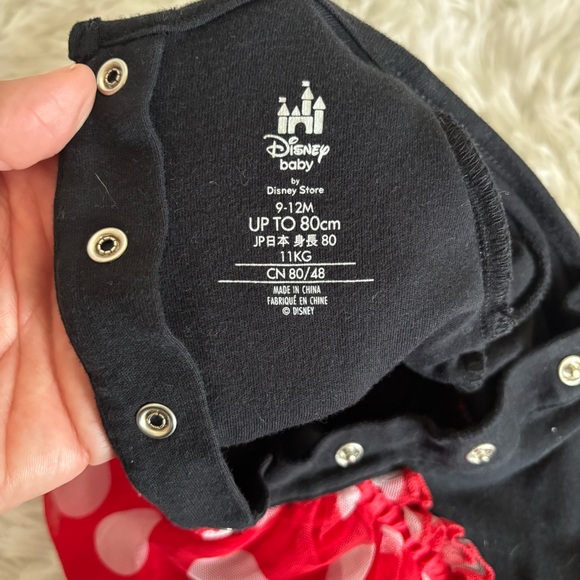 Disney
baby
by
Disney Store
9-12M
UP TO 80cm
JP日本 身長 80
11KG
CN 80/48
MADE IN CHINA
FABRIQUÉ EN CHINE
© DISNEY